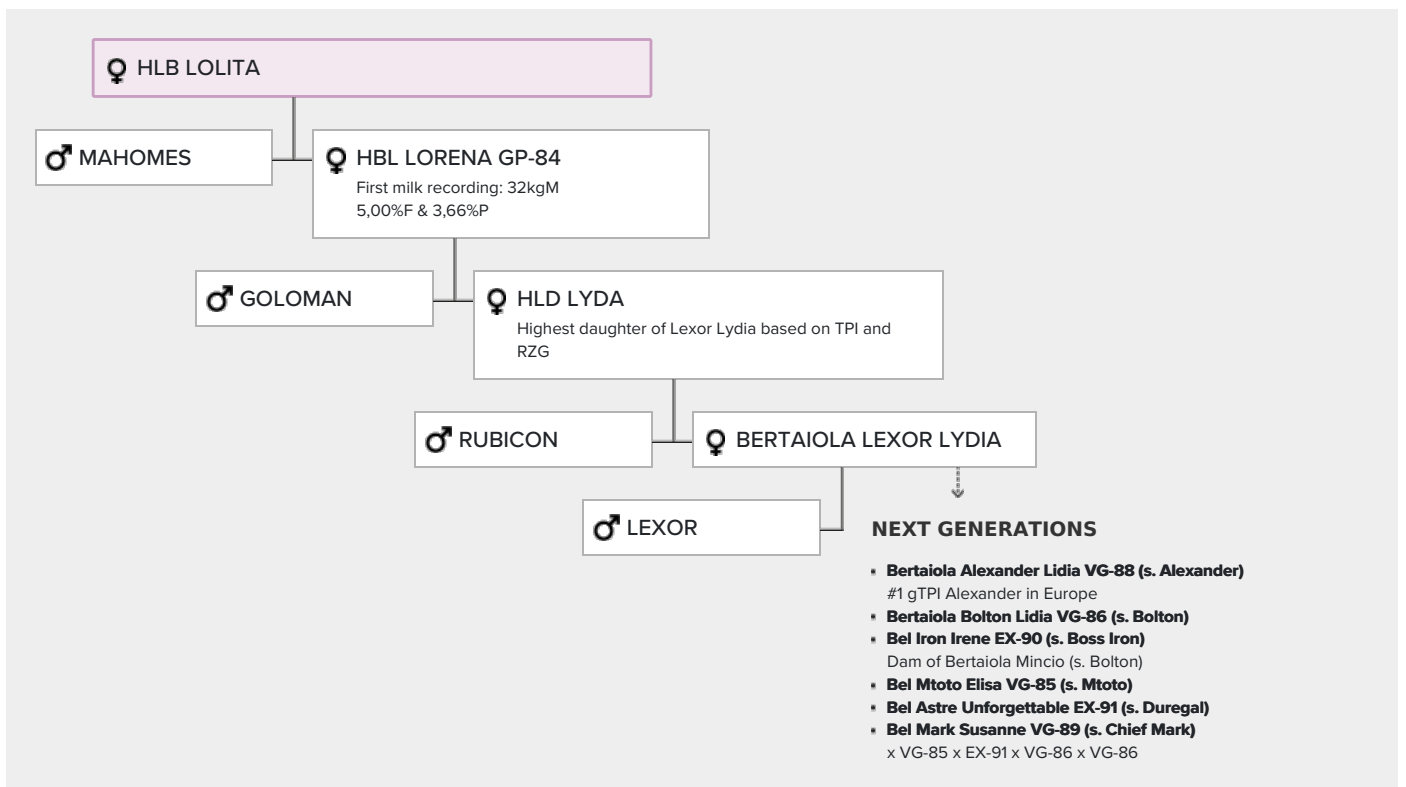 HLB LOLITA
MAHOMES
HBL LORENA GP-84
First milk recording: 32kgM
5,00%F & 3,66%P
GOLOMAN
HLD LYDA
Highest daughter of Lexor Lydia based on TPI and
RZG
RUBICON
BERTAIOLA LEXOR LYDIA
LEXOR
NEXT GENERATIONS
Bertaiola Alexander Lidia VG-88 (s. Alexander)
#1 gTPI Alexander in Europe
Bertaiola Bolton Lidia VG-86 (s. Bolton)
Bel Iron Irene EX-90 (s. Boss Iron)
Dam of Bertaiola Mincio (s. Bolton)
Bel Mtoto Elisa VG-85 (s. Mtoto)
Bel Astre Unforgettable EX-91 (s. Duregal)
Bel Mark Susanne VG-89 (s. Chief Mark)
x VG-85 x EX-91 x VG-86 x VG-86